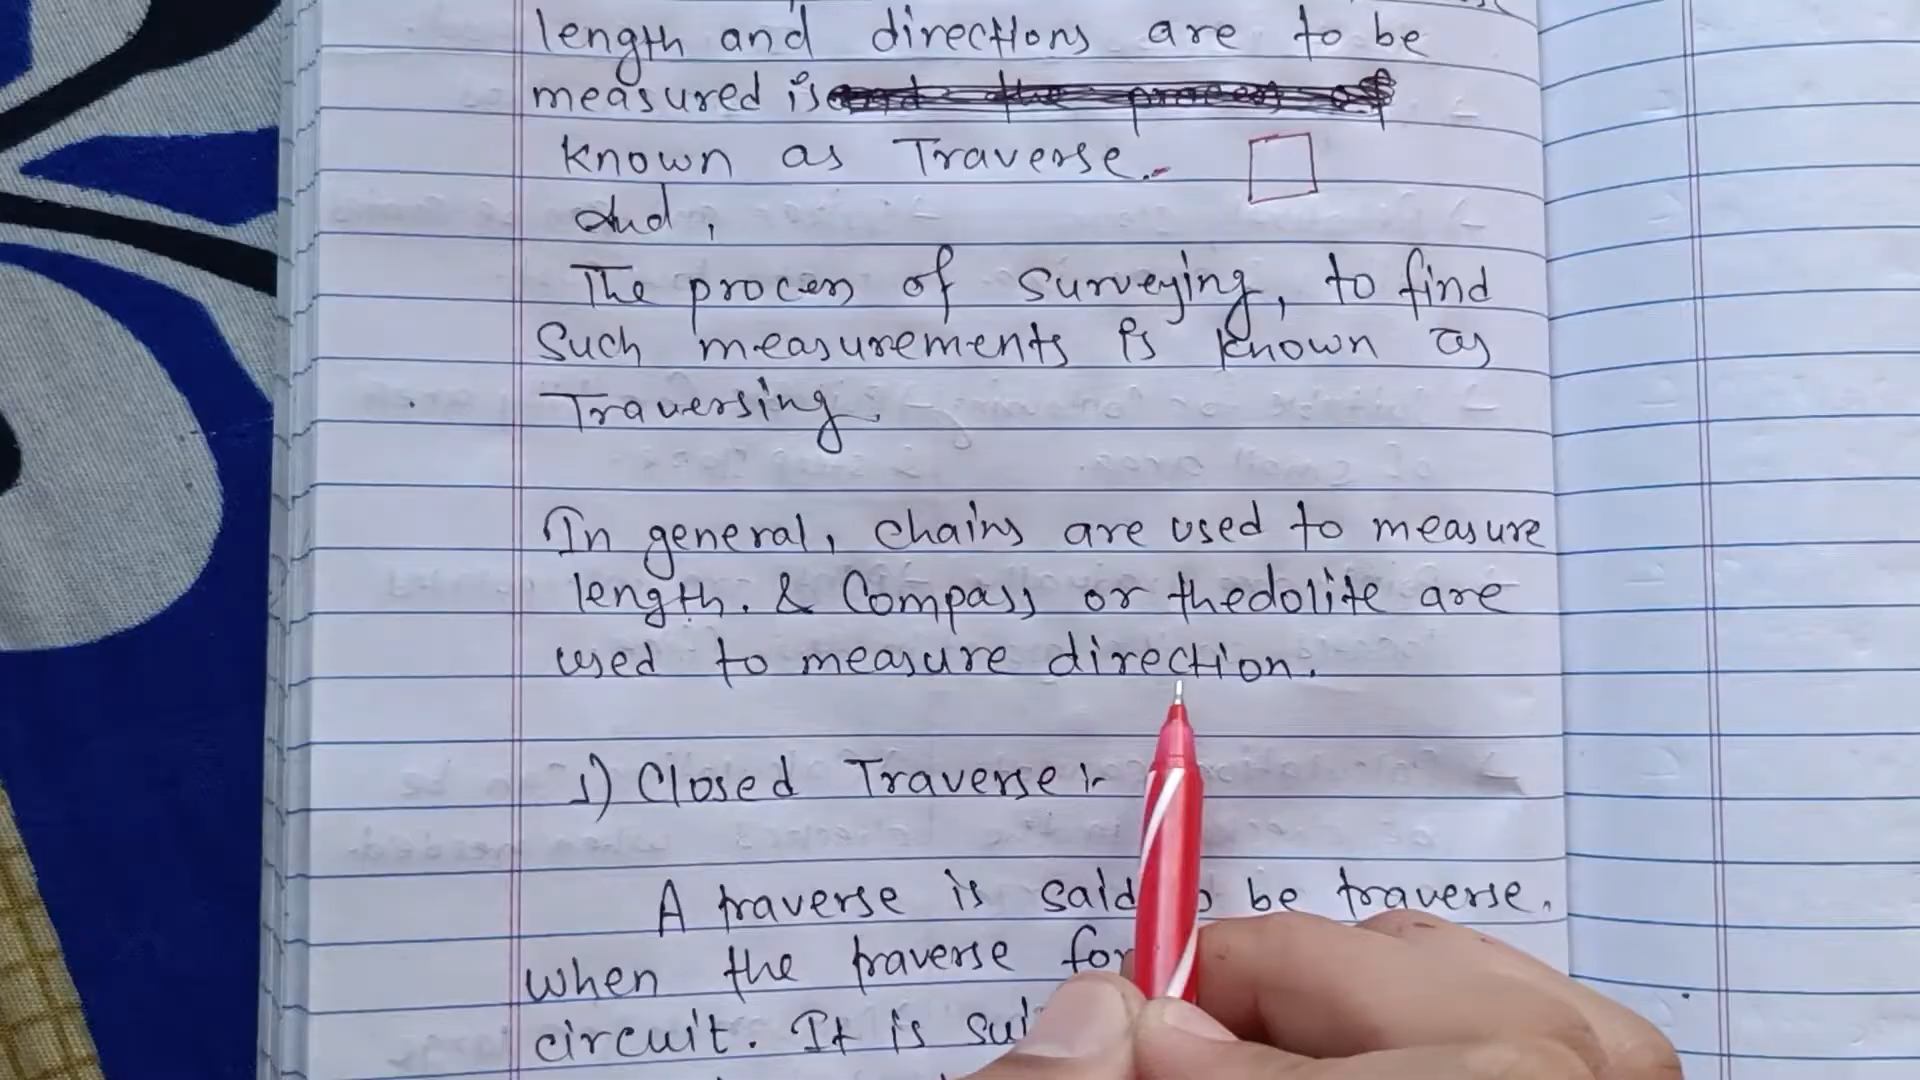 length and directions are to be
measured is
known as Traverse.
And,
The process of surveying, to find
Such measurements is known as
Traversing.
In general, chains are used to measure
length. & Compass or thedolite are
used to measure direction.
1) Closed Traverse :-
A traverse is said be traverse.
when the traverse for
circuit. It is sui